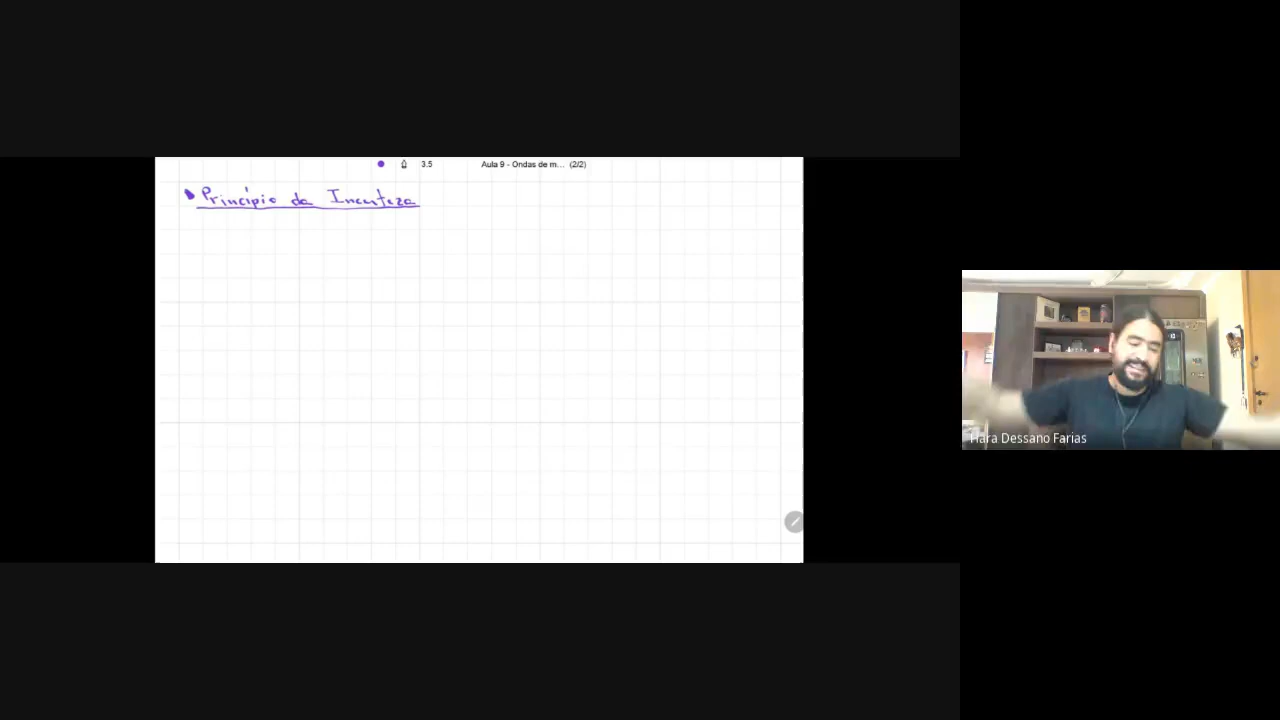 3.5 Aula 9 - Ondas de m... (2/2)
Princípio da Incerteza
Hara Dessano Farias